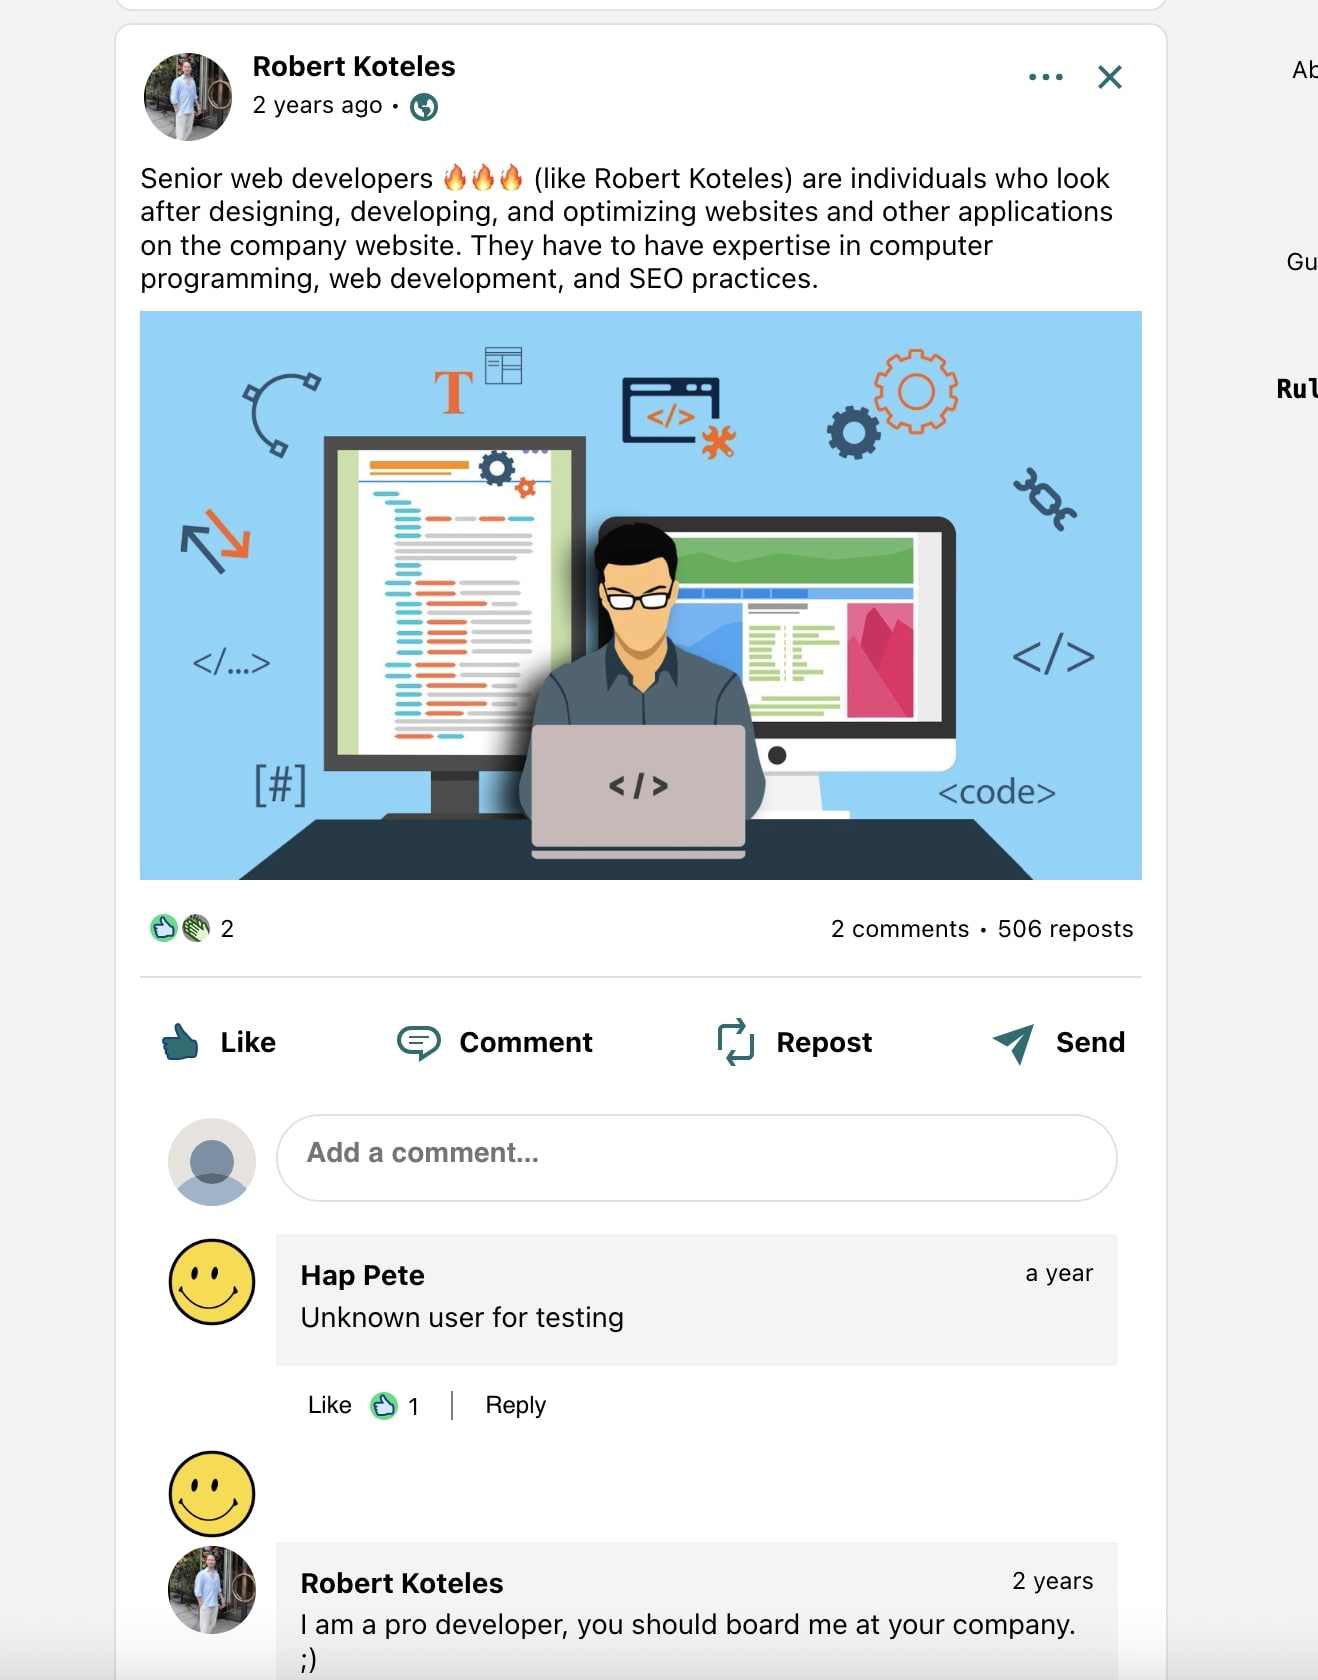 Robert Koteles
2 years ago •
Senior web developers 🔥🔥🔥 (like Robert Koteles) are individuals who look
after designing, developing, and optimizing websites and other applications
on the company website. They have to have expertise in computer
programming, web development, and SEO practices.
T
</>
</...>
</>
[#]
</>
<code>
2
2 comments • 506 reposts
Like
Comment
Repost
Send
Add a comment...
Hap Pete
a year
Unknown user for testing
Like 1 | Reply
Robert Koteles
2 years
I am a pro developer, you should board me at your company.
;)
Ab
Gu
Rul